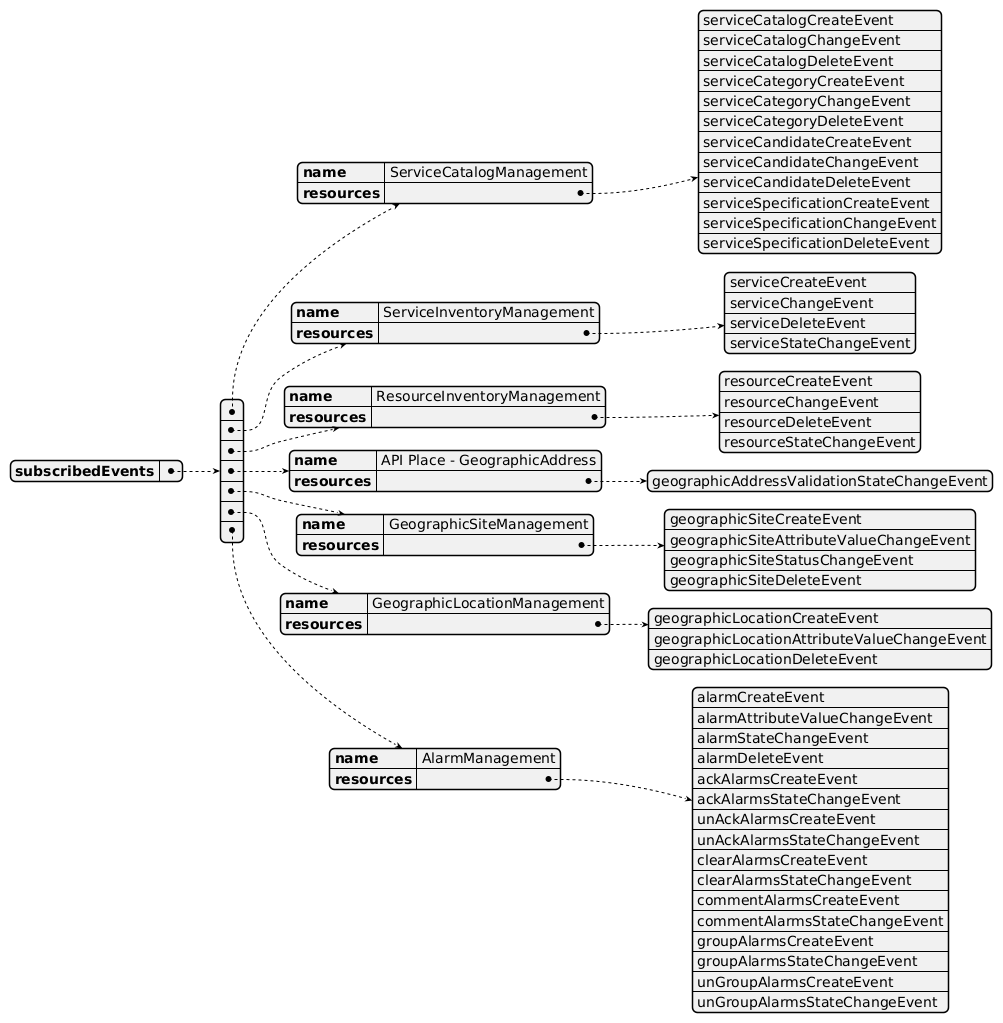 subscribedEvents
name ServiceCatalogManagement
resources
serviceCatalogCreateEvent
serviceCatalogChangeEvent
serviceCatalogDeleteEvent
serviceCategoryCreateEvent
serviceCategoryChangeEvent
serviceCategoryDeleteEvent
serviceCandidateCreateEvent
serviceCandidateChangeEvent
serviceCandidateDeleteEvent
serviceSpecificationCreateEvent
serviceSpecificationChangeEvent
serviceSpecificationDeleteEvent
name ServiceInventoryManagement
resources
serviceCreateEvent
serviceChangeEvent
serviceDeleteEvent
serviceStateChangeEvent
name ResourceInventoryManagement
resources
resourceCreateEvent
resourceChangeEvent
resourceDeleteEvent
resourceStateChangeEvent
name API Place - GeographicAddress
resources
geographicAddressValidationStateChangeEvent
name GeographicSiteManagement
resources
geographicSiteCreateEvent
geographicSiteAttributeValueChangeEvent
geographicSiteStatusChangeEvent
geographicSiteDeleteEvent
name GeographicLocationManagement
resources
geographicLocationCreateEvent
geographicLocationAttributeValueChangeEvent
geographicLocationDeleteEvent
name AlarmManagement
resources
alarmCreateEvent
alarmAttributeValueChangeEvent
alarmStateChangeEvent
alarmDeleteEvent
ackAlarmsCreateEvent
ackAlarmsStateChangeEvent
unAckAlarmsCreateEvent
unAckAlarmsStateChangeEvent
clearAlarmsCreateEvent
clearAlarmsStateChangeEvent
commentAlarmsCreateEvent
commentAlarmsStateChangeEvent
groupAlarmsCreateEvent
groupAlarmsStateChangeEvent
unGroupAlarmsCreateEvent
unGroupAlarmsStateChangeEvent